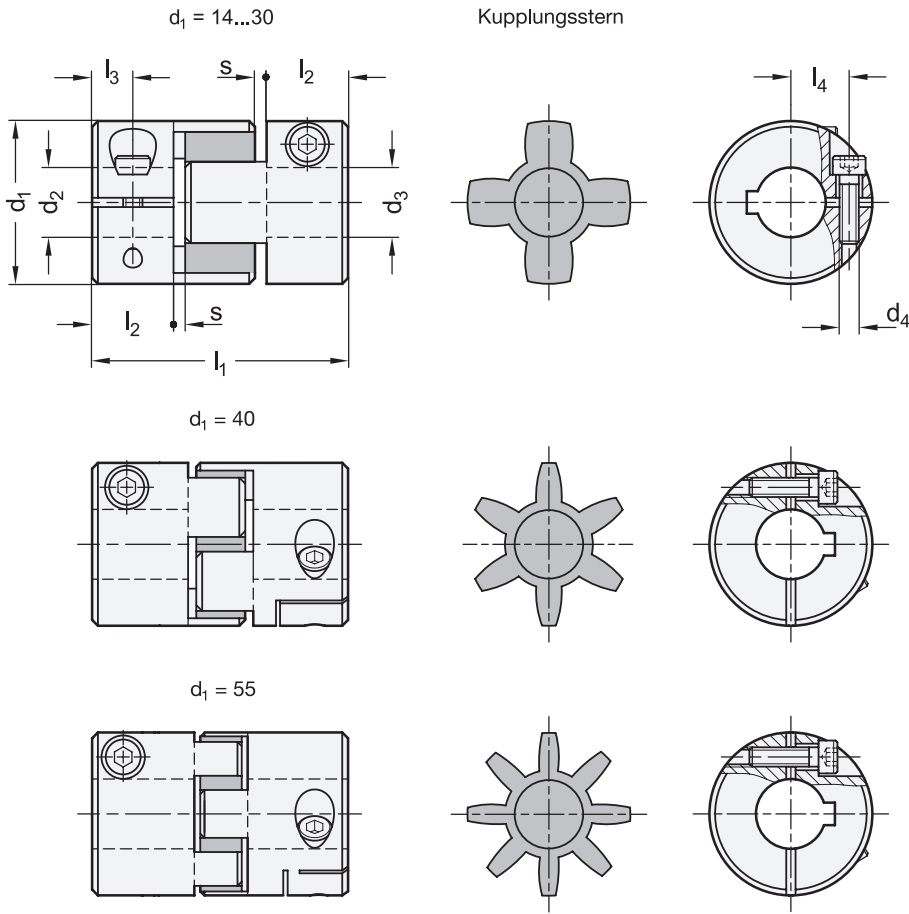 d₁ = 14...30
Kupplungsstern
l₃
s
l₂
l₄
d₁
d₂
d₃
d₄
l₂
s
l₁
d₁ = 40
d₁ = 55